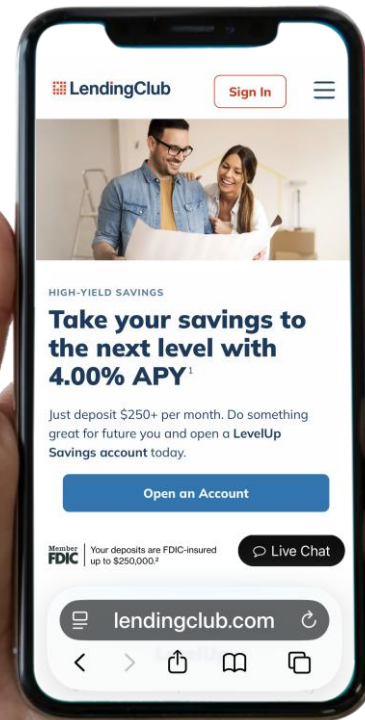 LendingClub
Sign In
HIGH-YIELD SAVINGS
Take your savings to
the next level with
4.00% APY¹
Just deposit $250+ per month. Do something
great for future you and open a LevelUp
Savings account today.
Open an Account
Member
FDIC
Your deposits are FDIC-insured
up to $250,000.²
Live Chat
lendingclub.com